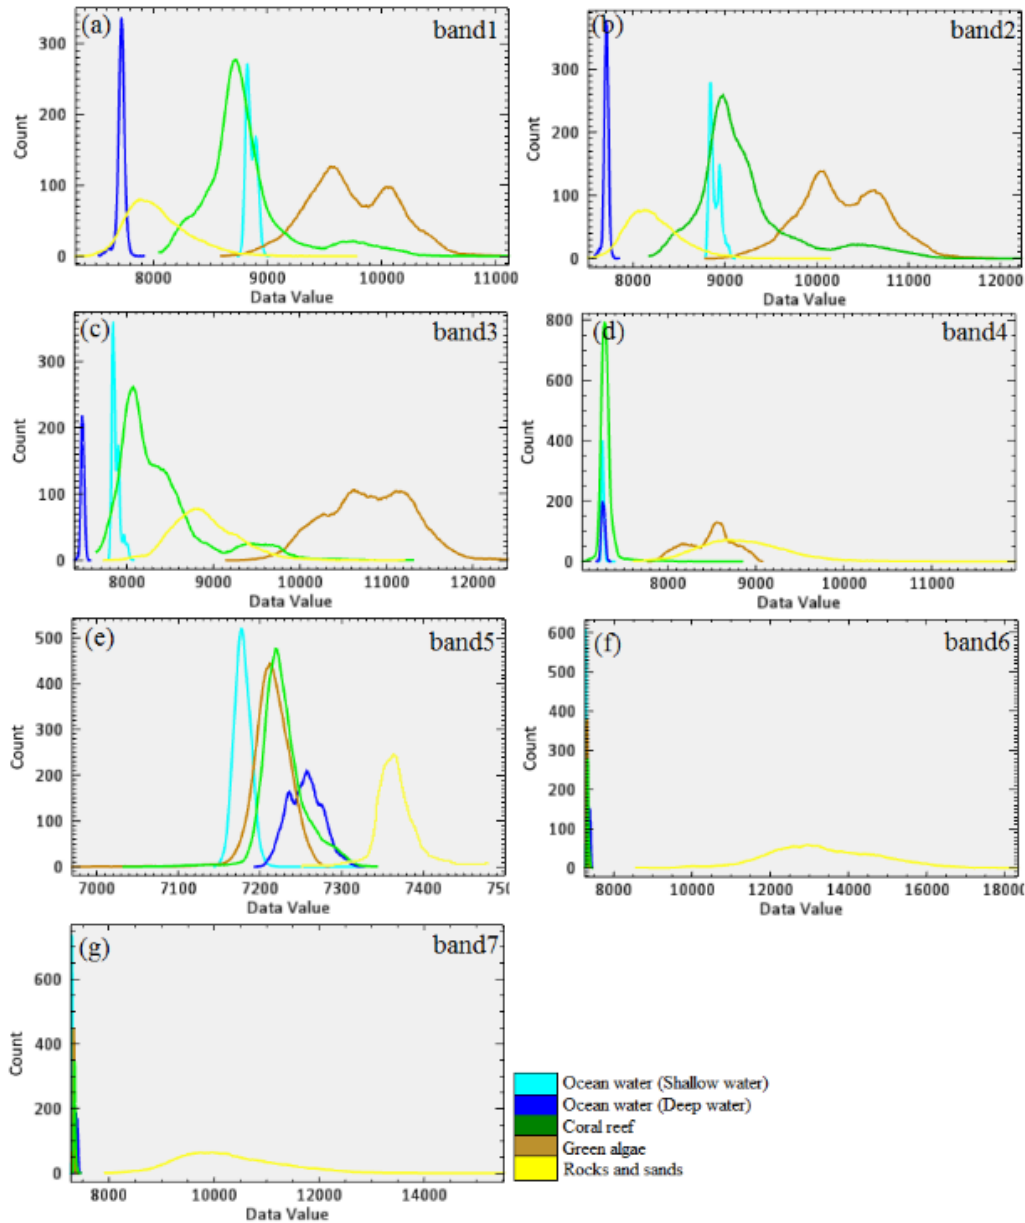 (a) band1
300
200
100
0
Count
8000 9000 10000 11000
Data Value
(b) band2
300
200
100
0
Count
8000 9000 10000 11000 12000
Data Value
(c) band3
300
200
100
0
Count
8000 9000 10000 11000 12000
Data Value
(d) band4
800
600
400
200
0
Count
8000 9000 10000 11000
Data Value
(e) band5
500
400
300
200
100
0
Count
7000 7100 7200 7300 7400 750
Data Value
(f) band6
600
500
400
300
200
100
0
Count
8000 10000 12000 14000 16000 18000
Data Value
(g) band7
600
400
200
0
Count
8000 10000 12000 14000
Data Value
Ocean water (Shallow water)
Ocean water (Deep water)
Coral reef
Green algae
Rocks and sands